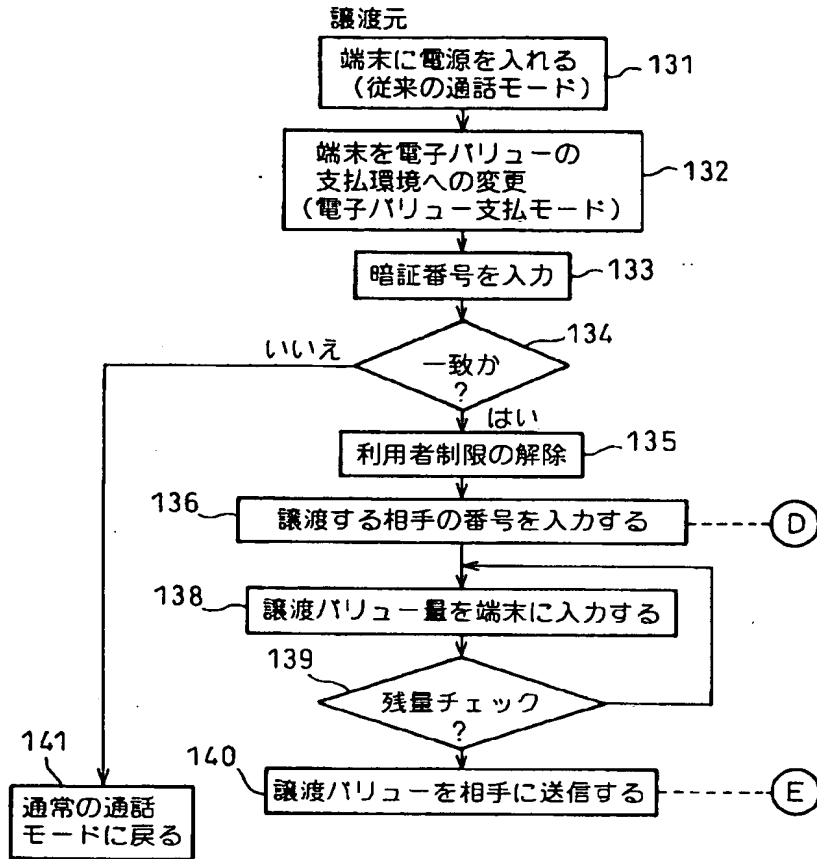 譲渡元
端末に電源を入れる
（従来の通話モード）
131
端末を電子バリューの
支払環境への変更
（電子バリュー支払モード）
132
暗証番号を入力
133
134
いいえ
一致か
?
はい
利用者制限の解除
135
136
譲渡する相手の番号を入力する
D
138
譲渡バリュー量を端末に入力する
139
残量チェック
?
141
通常の通話
モードに戻る
140
譲渡バリューを相手に送信する
E